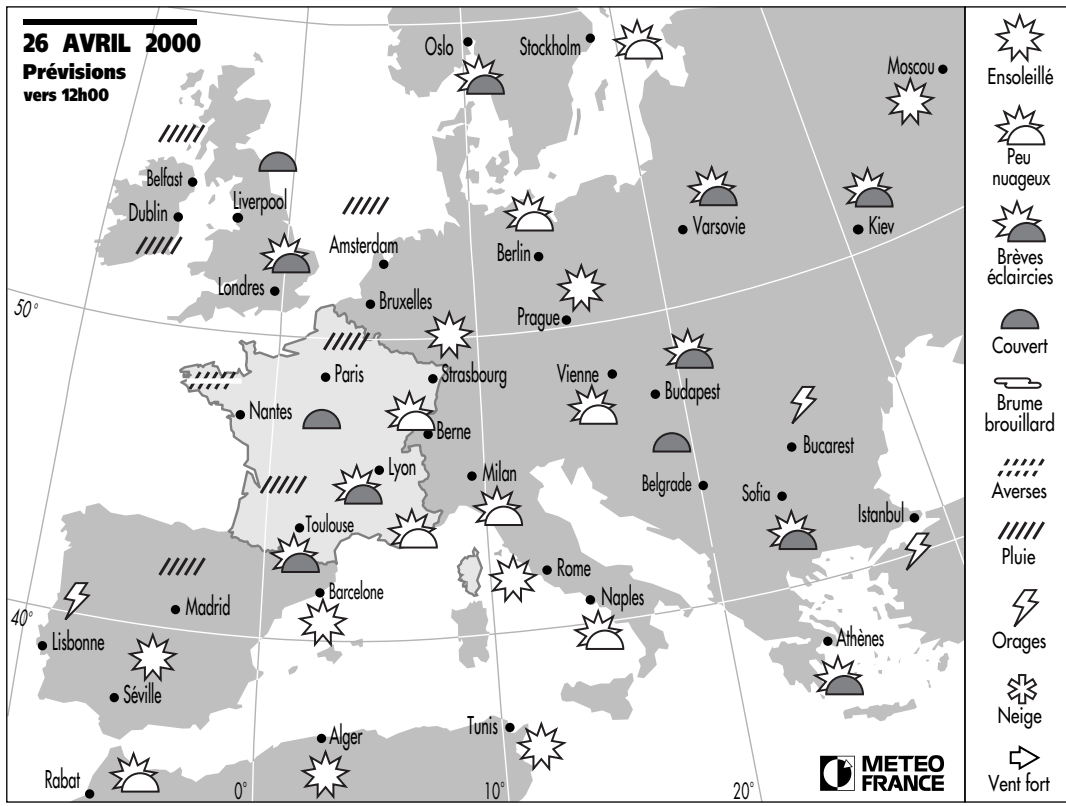 26 AVRIL 2000
Prévisions
vers 12h00
Oslo
Stockholm
Moscou
Belfast
Dublin
Liverpool
Amsterdam
Berlin
Varsovie
Kiev
Londres
Bruxelles
Prague
50°
Paris
Strasbourg
Vienne
Budapest
Nantes
Berne
Bucarest
Lyon
Milan
Belgrade
Sofia
Istanbul
Toulouse
Rome
Barcelone
Naples
Madrid
40°
Lisbonne
Athènes
Séville
Tunis
Alger
Rabat
0°
10°
20°
METEO
FRANCE
Ensoleillé
Peu
nuageux
Brèves
éclaircies
Couvert
Brume
brouillard
Averses
Pluie
Orages
Neige
Vent fort